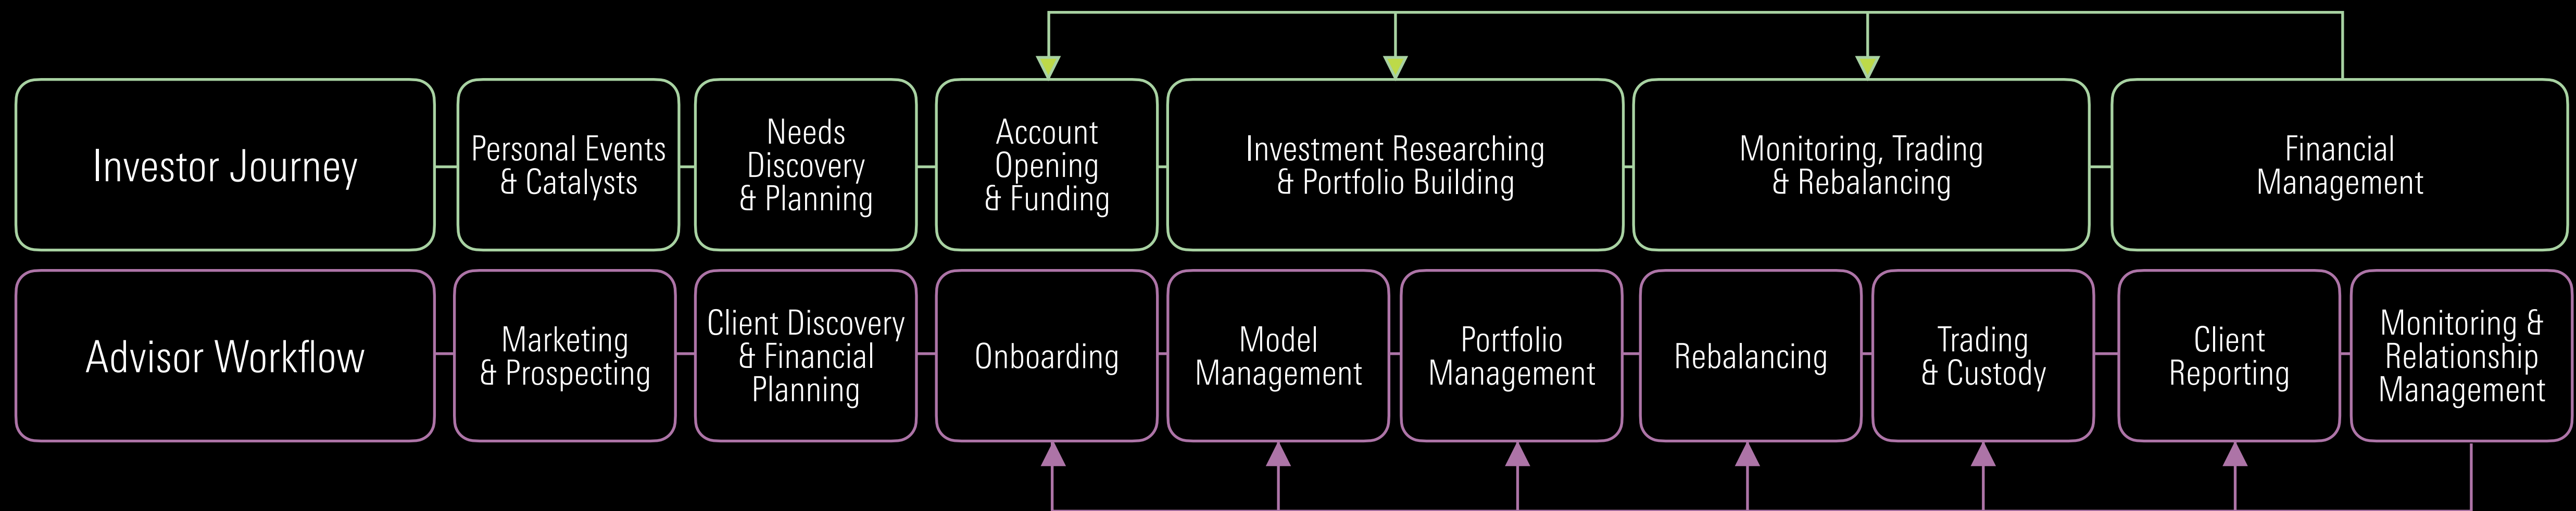 Investor Journey
Personal Events
& Catalysts
Needs
Discovery
& Planning
Account
Opening
& Funding
Investment Researching
& Portfolio Building
Monitoring, Trading
& Rebalancing
Financial
Management
Advisor Workflow
Marketing
& Prospecting
Client Discovery
& Financial
Planning
Onboarding
Model
Management
Portfolio
Management
Rebalancing
Trading
& Custody
Client
Reporting
Monitoring &
Relationship
Management